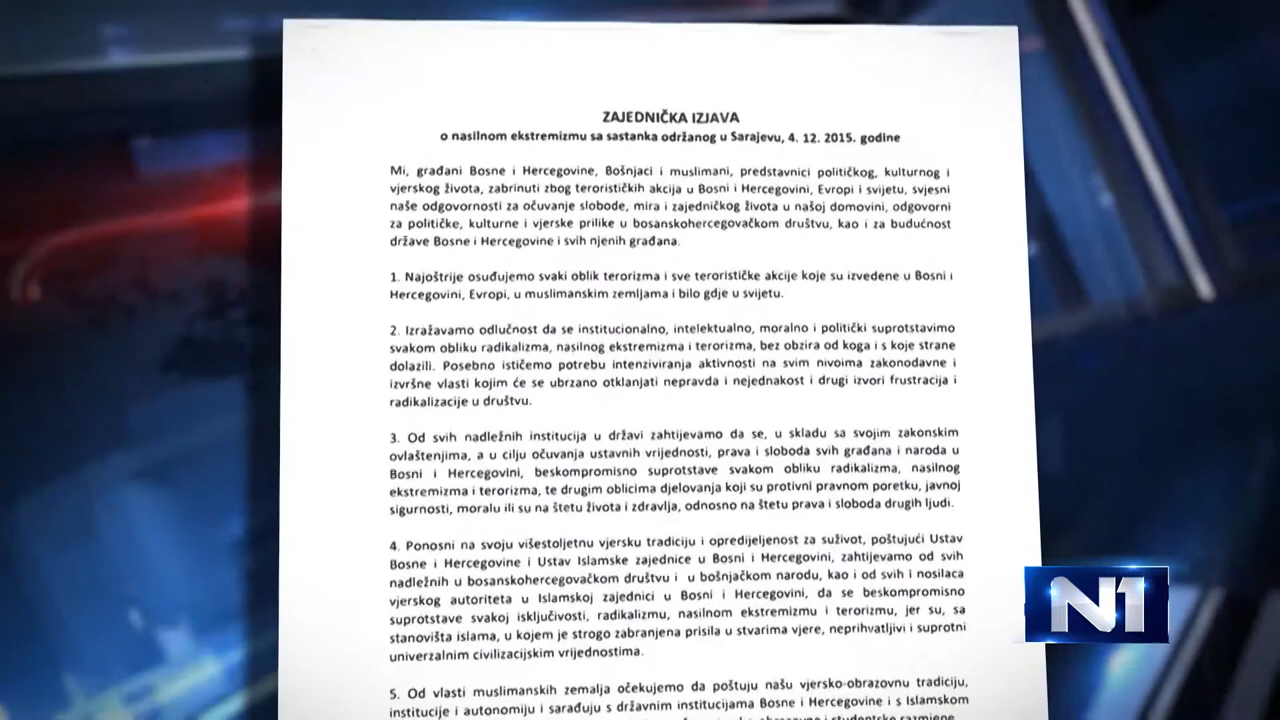 ZAJEDNIČKA IZJAVA
o nasilnom ekstremizmu sa sastanka održanog u Sarajevu, 4. 12. 2015. godine
Mi, građani Bosne i Hercegovine, Bošnjaci i muslimani, predstavnici političkog, kulturnog i
vjerskog života, zabrinuti zbog terorističkih akcija u Bosni i Hercegovini, Evropi i svijetu, svjesni
naše odgovornosti za očuvanje slobode, mira i zajedničkog života u našoj domovini, odgovorni
za političke, kulturne i vjerske prilike u bosanskohercegovačkom društvu, kao i za budućnost
države Bosne i Hercegovine i svih njenih građana.
1. Najoštrije osuđujemo svaki oblik terorizma i sve terorističke akcije koje su izvedene u Bosni i
Hercegovini, Evropi, u muslimanskim zemljama i bilo gdje u svijetu.
2. Izražavamo odlučnost da se institucionalno, intelektualno, moralno i politički suprotstavimo
svakom obliku radikalizma, nasilnog ekstremizma i terorizma, bez obzira od koga i s koje strane
dolazili. Posebno ističemo potrebu intenziviranja aktivnosti na svim nivoima zakonodavne i
izvršne vlasti kojim će se ubrzano otklanjati nepravda i nejednakost i drugi izvori frustracija i
radikalizacije u društvu.
3. Od svih nadležnih institucija u državi zahtijevamo da se, u skladu sa svojim zakonskim
ovlaštenjima, a u cilju očuvanja ustavnih vrijednosti, prava i sloboda svih građana i naroda u
Bosni i Hercegovini, beskompromisno suprotstave svakom obliku radikalizma, nasilnog
ekstremizma i terorizma, te drugim oblicima djelovanja koji su protivni pravnom poretku, javnoj
sigurnosti, moralu ili su na štetu života i zdravlja, odnosno na štetu prava i sloboda drugih ljudi.
4. Ponosni na svoju višestoljetnu vjersku tradiciju i opredijeljenost za suživot, poštujući Ustav
Bosne i Hercegovine i Ustav Islamske zajednice u Bosni i Hercegovini, zahtijevamo od svih
nadležnih u bosanskohercegovačkom društvu i u bošnjačkom narodu, kao i od svih i nosilaca
vjerskog autoriteta u Islamskoj zajednici u Bosni i Hercegovini, da se beskompromisno
suprotstave svakoj isključivosti, radikalizmu, nasilnom ekstremizmu i terorizmu, jer su, sa
stanovišta islama, u kojem je strogo zabranjena prisila u stvarima vjere, neprihvatljivi i suprotni
univerzalnim civilizacijskim vrijednostima.
5. Od vlasti muslimanskih zemalja očekujemo da poštuju našu vjersko-obrazovnu tradiciju,
institucije i autonomiju i sarađuju s državnim institucijama Bosne i Hercegovine i s Islamskom
i studentske razmjene
N1